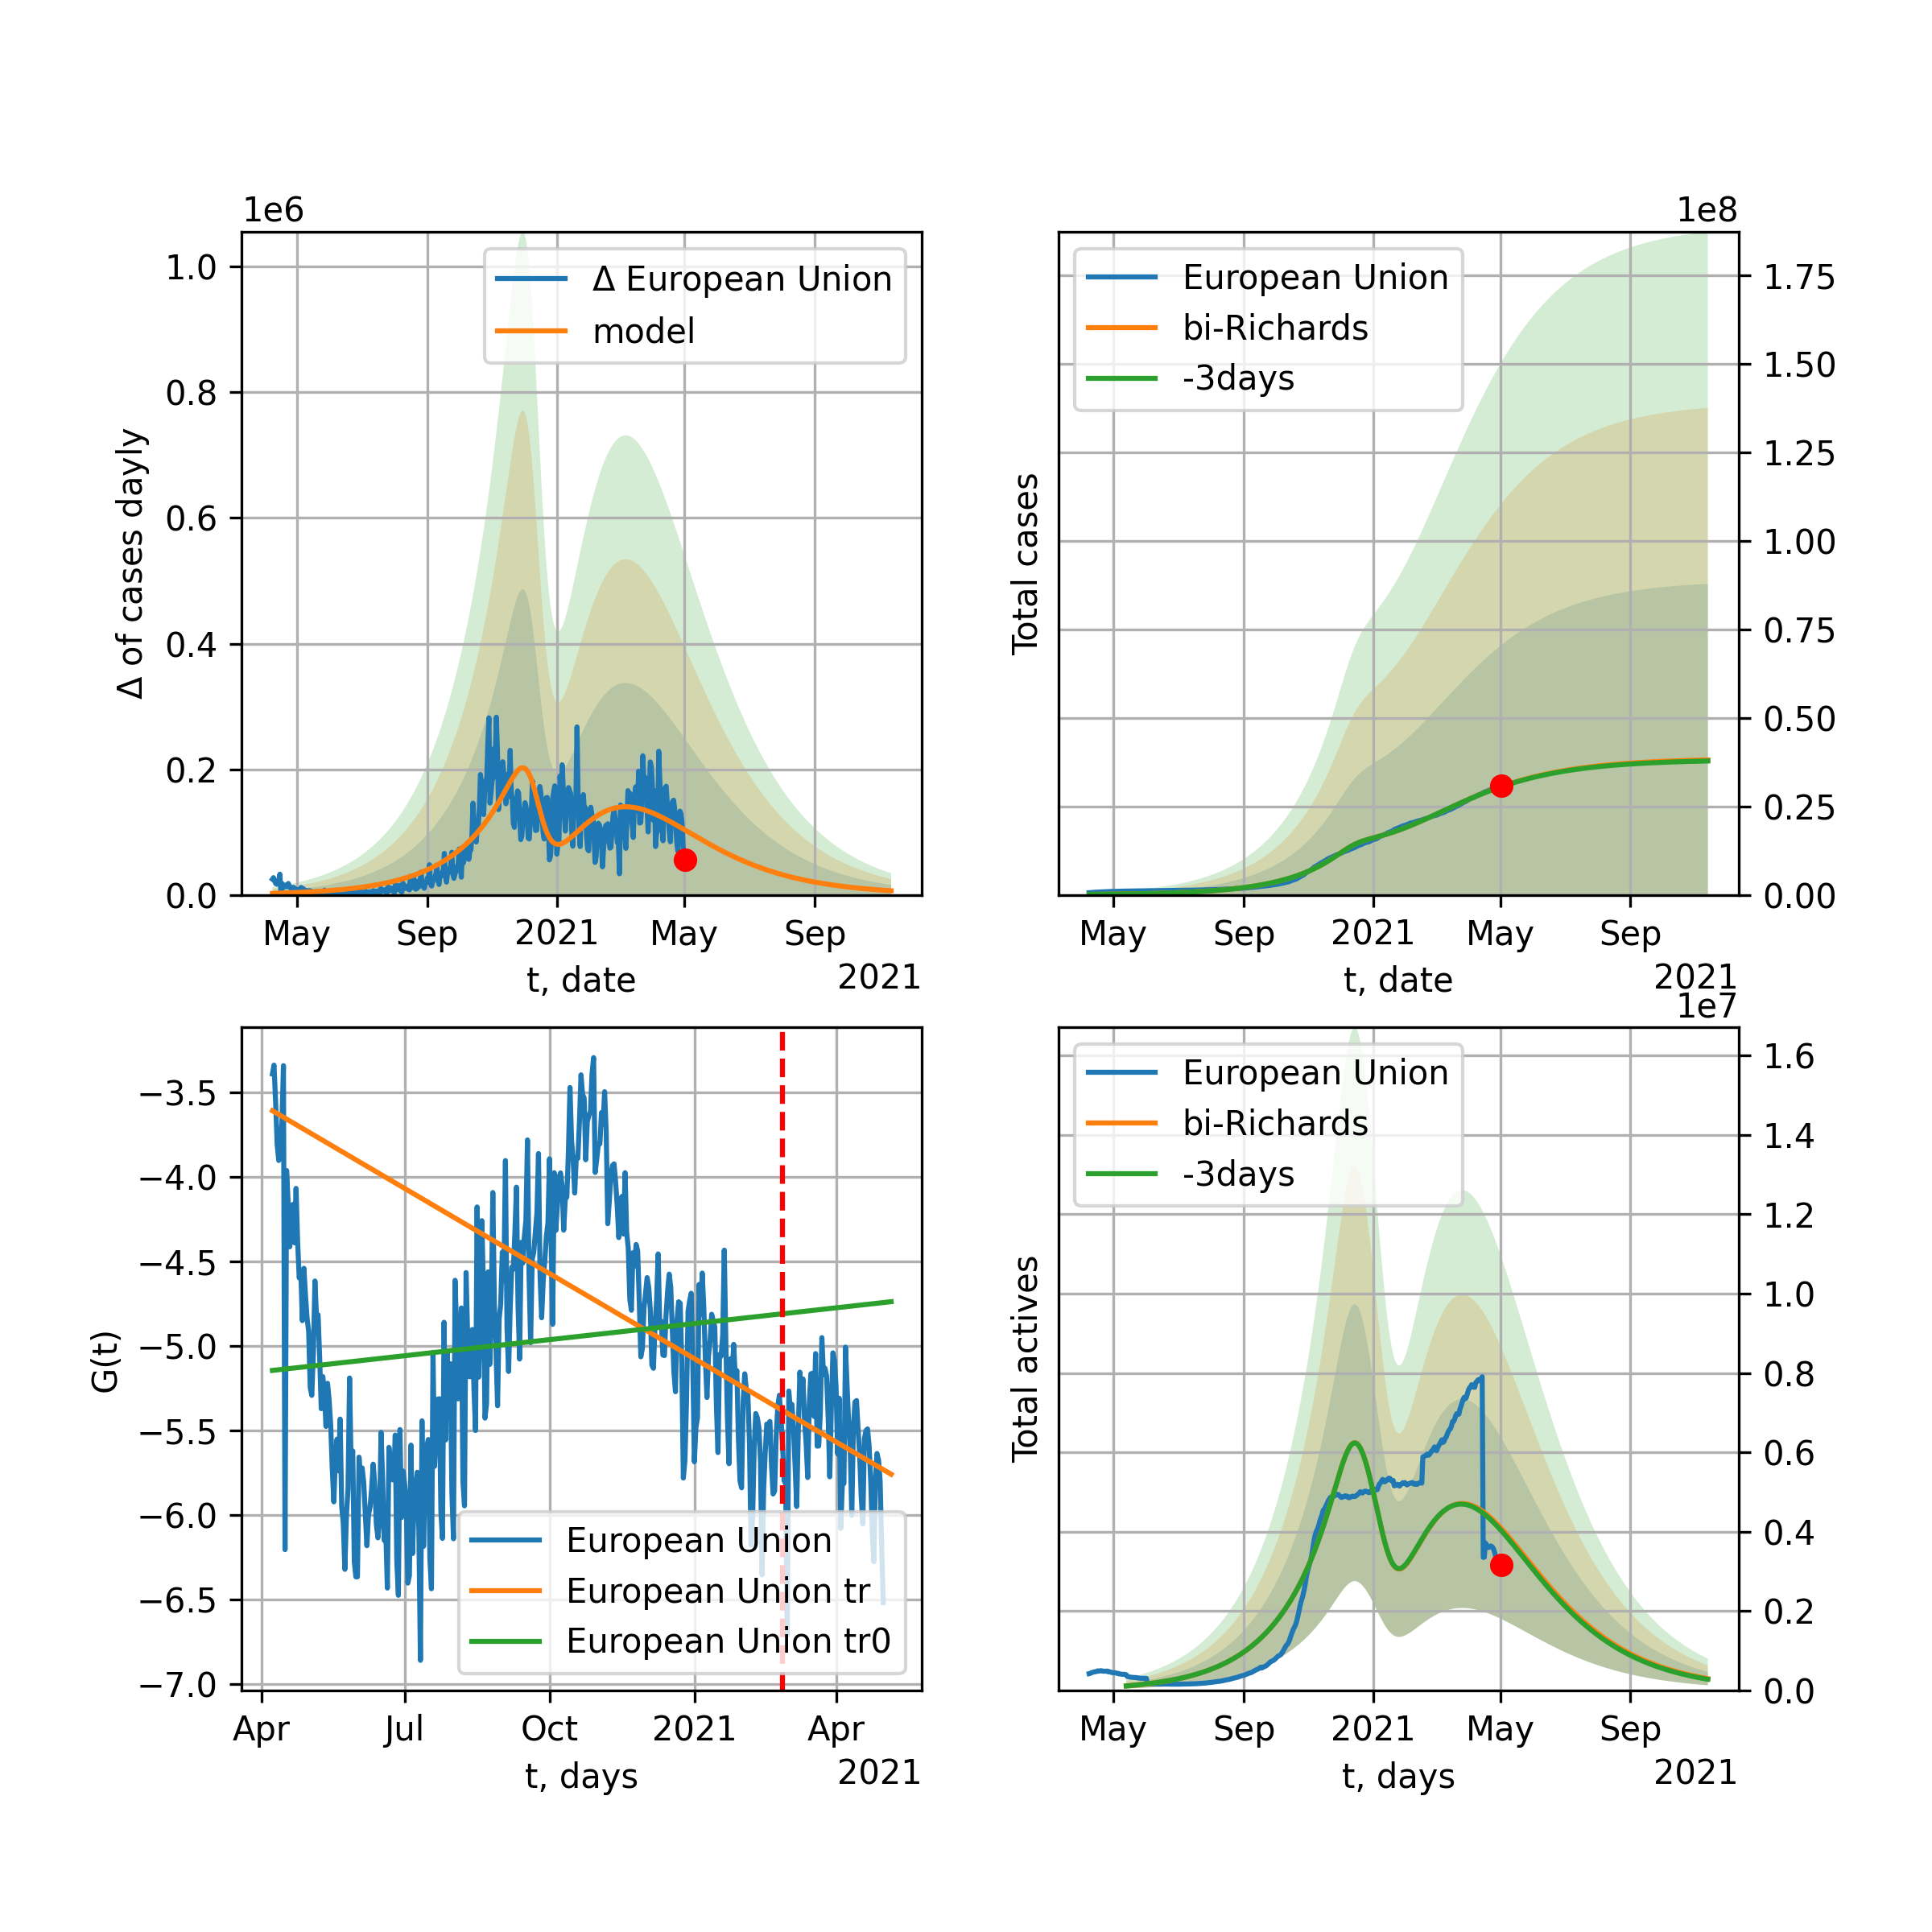 1e6
Δ European Union
model
1.0
0.8
0.6
0.4
0.2
0.0
Δ of cases dayly
May Sep 2021 May Sep
t, date
2021
1e8
European Union
bi-Richards
-3days
1.75
1.50
1.25
1.00
0.75
0.50
0.25
0.00
Total cases
May Sep 2021 May Sep
t, date
2021
−3.5
−4.0
−4.5
−5.0
−5.5
−6.0
−6.5
−7.0
G(t)
European Union
European Union tr
European Union tr0
Apr Jul Oct 2021 Apr
t, days
2021
1e7
European Union
bi-Richards
-3days
1.6
1.4
1.2
1.0
0.8
0.6
0.4
0.2
0.0
Total actives
May Sep 2021 May Sep
t, days
2021